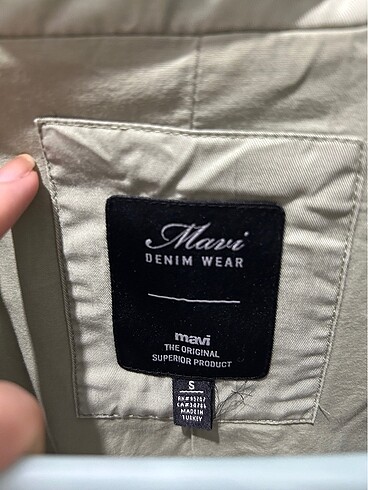 Mavi
DENIM WEAR
mavi
THE ORIGINAL
SUPERIOR PRODUCT
S
MADE IN
TURKEY